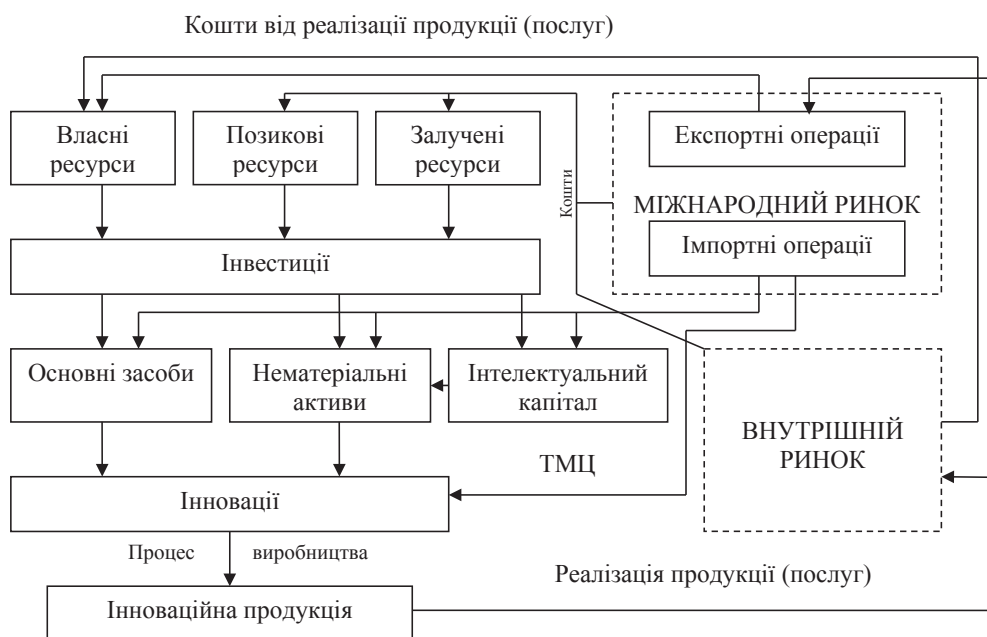 Кошти від реалізації продукції (послуг)
Власні
ресурси
Позикові
ресурси
Залучені
ресурси
Експортні операції
Кошти
МІЖНАРОДНИЙ РИНОК
Імпортні операції
Інвестиції
Основні засоби
Нематеріальні
активи
Інтелектуальний
капітал
ВНУТРІШНІЙ
РИНОК
ТМЦ
Інновації
Процес виробництва
Реалізація продукції (послуг)
Інноваційна продукція